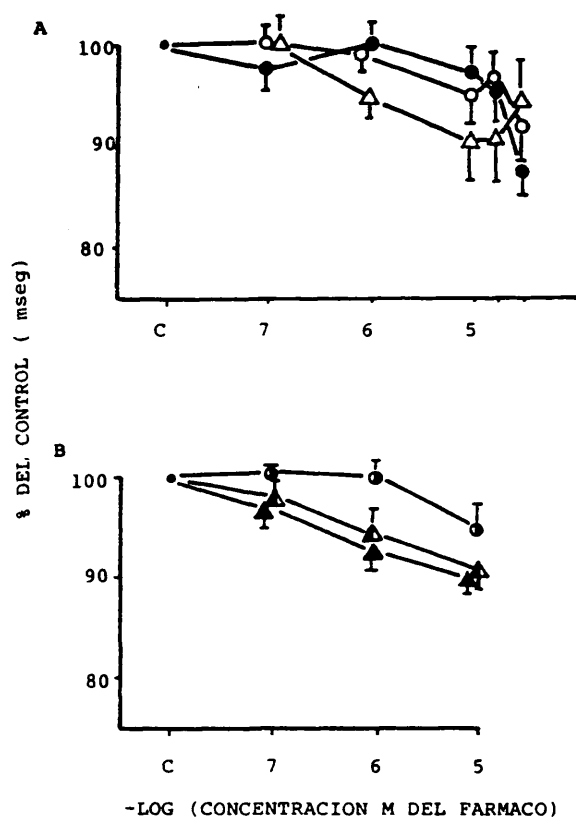 A
100
90
80
C 7 6 5
% DEL CONTROL ( mseg)
B
100
90
80
C 7 6 5
-LOG (CONCENTRACION M DEL FARMACO)